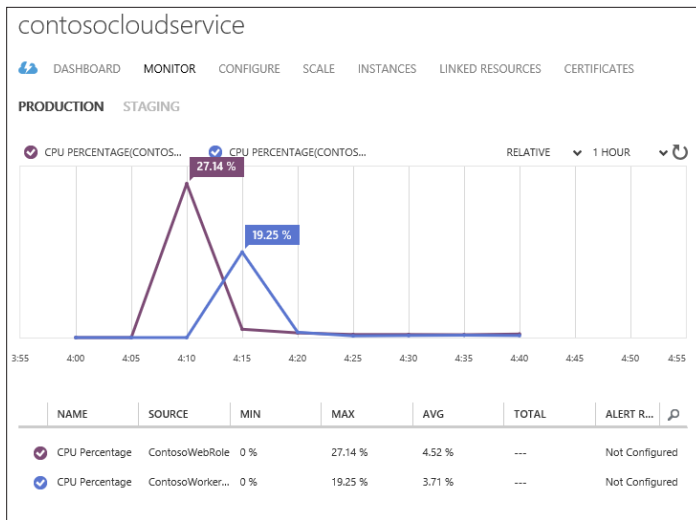 contosocloudservice
DASHBOARD MONITOR CONFIGURE SCALE INSTANCES LINKED RESOURCES CERTIFICATES
PRODUCTION STAGING
CPU PERCENTAGE(CONTOS... CPU PERCENTAGE(CONTOS... RELATIVE 1 HOUR
27.14 %
19.25 %
3:55 4:00 4:05 4:10 4:15 4:20 4:25 4:30 4:35 4:40 4:45 4:50 4:55
NAME SOURCE MIN MAX AVG TOTAL ALERT R...
CPU Percentage ContosoWebRole 0 % 27.14 % 4.52 % --- Not Configured
CPU Percentage ContosoWorker... 0 % 19.25 % 3.71 % --- Not Configured